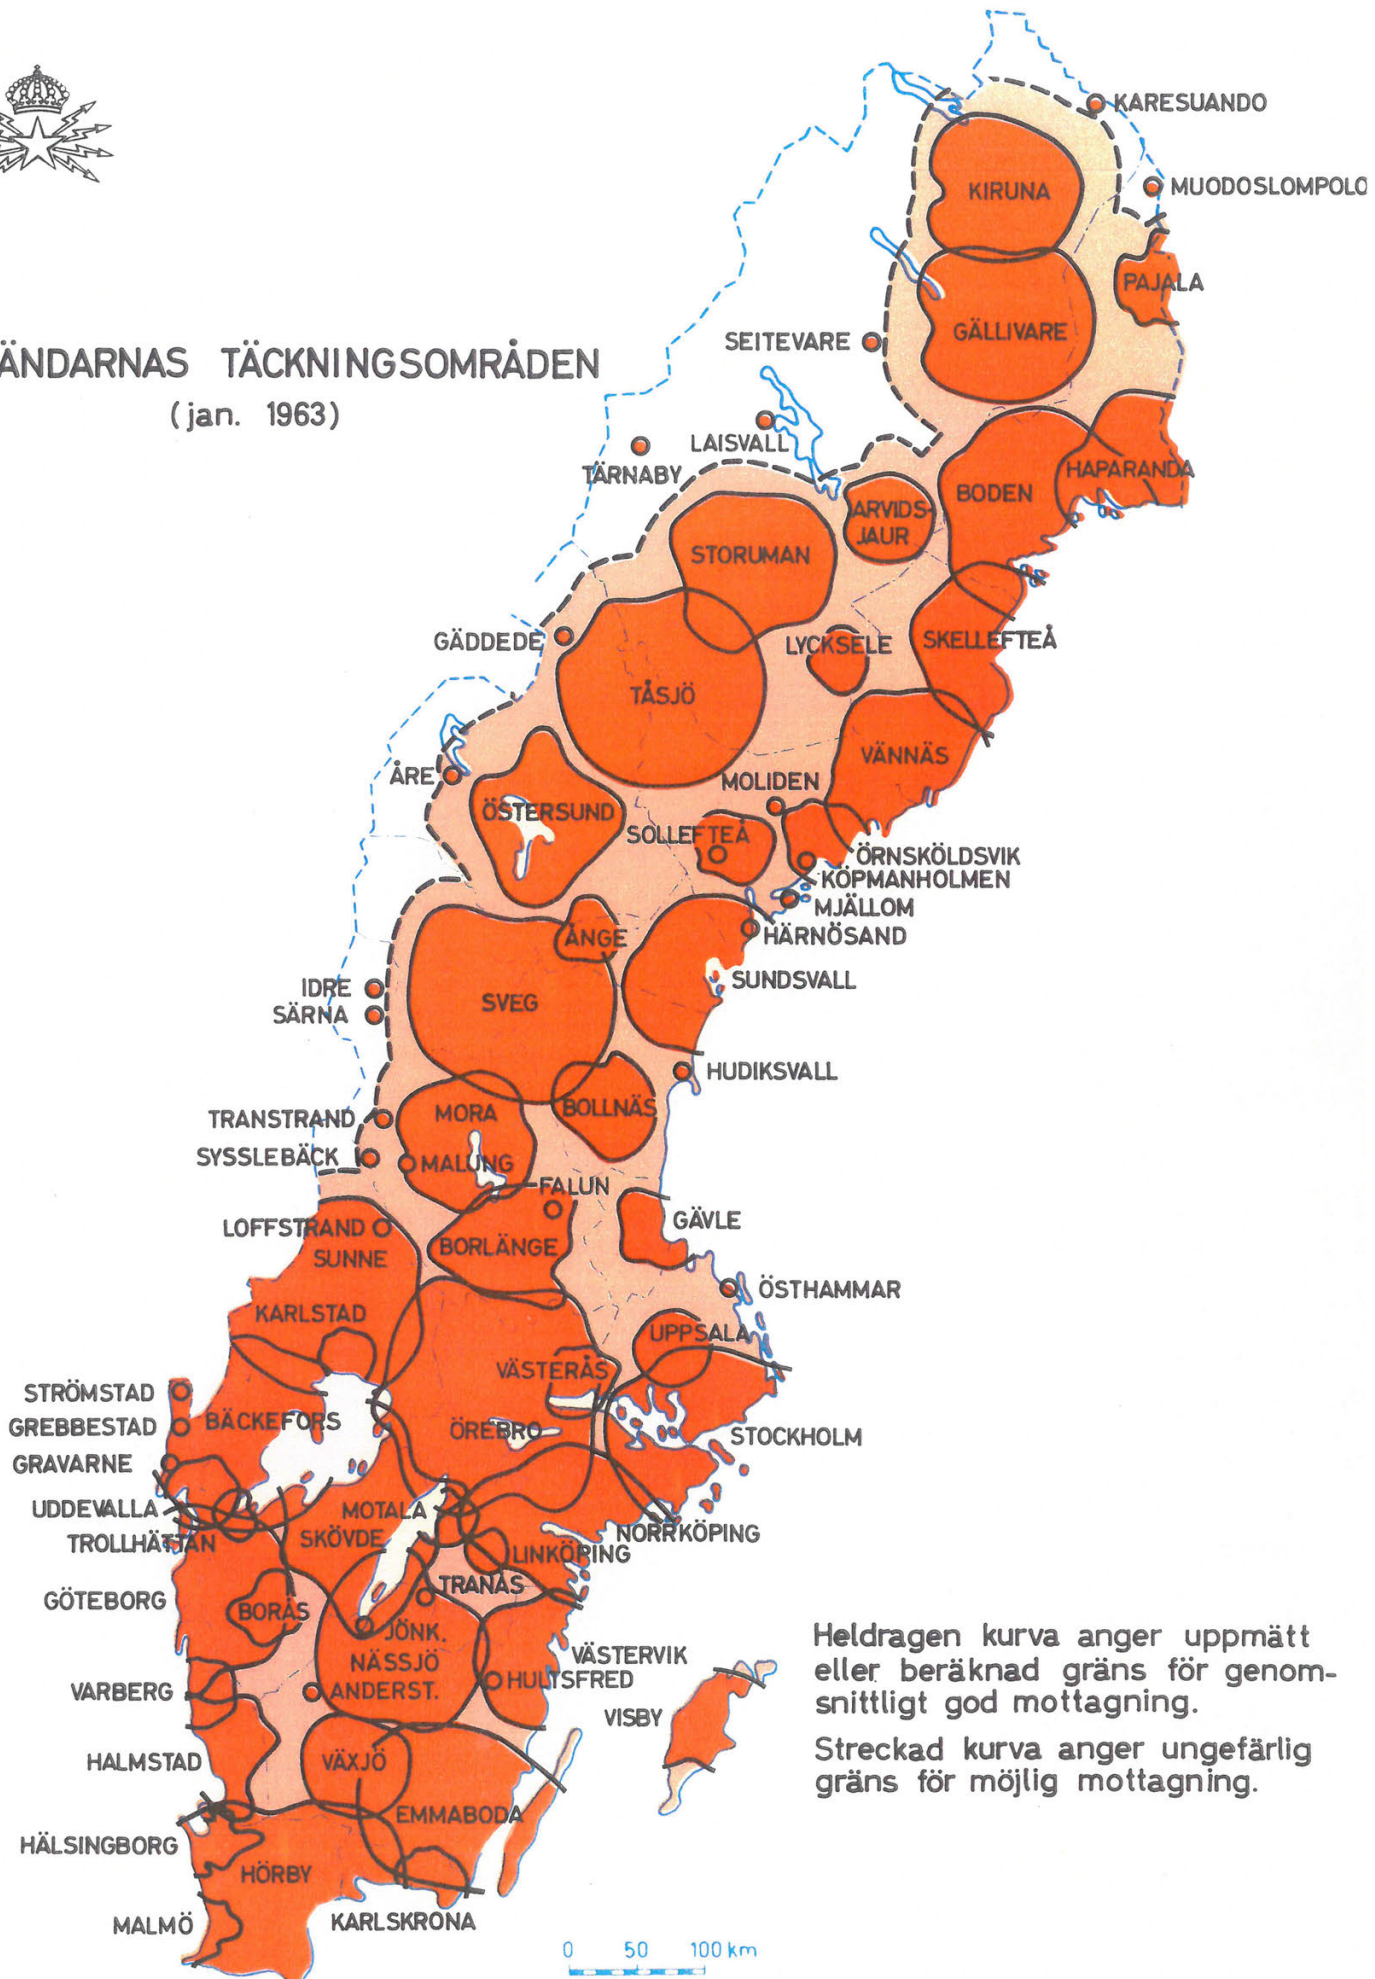 KARESUANDO
MUODOSLOMPOLO
KIRUNA
PAJALA
GÄLLIVARE
SEITEVARE
ÄNDARNAS TÄCKNINGSOMRÅDEN
(jan. 1963)
LAISVALL
TÄRNABY
HAPARANDA
BODEN
ARVIDS-
JAUR
STORUMAN
GÄDDEDE
LYCKSELE
SKELLEFTEÅ
TÅSJÖ
VÄNNÄS
ÅRE
MOLIDEN
ÖSTERSUND
SOLLEFTEÅ
ÖRNSKÖLDSVIK
KÖPMANHOLMEN
MJÄLLOM
HÄRNÖSAND
ÅNGE
SUNDSVALL
IDRE
SVEG
SÄRNA
HUDIKSVALL
TRANSTRAND
MORA
BOLLNÄS
SYSSLEBÄCK
MALUNG
FALUN
LOFFSTRAND
GÄVLE
SUNNE
BORLÄNGE
ÖSTHAMMAR
KARLSTAD
UPPSALA
VÄSTERÅS
STRÖMSTAD
GREBBESTAD
BÄCKEFORS
ÖREBRO
STOCKHOLM
GRAVARNE
UDDEVALLA
MOTALA
TROLLHÄTTAN
SKÖVDE
NORRKÖPING
LINKÖPING
GÖTEBORG
BORÅS
TRANÅS
JÖNK.
NÄSSJÖ
VÄSTERVIK
HULTSFRED
VARBERG
ANDERST.
VISBY
HALMSTAD
VÄXJÖ
EMMABODA
HÄLSINGBORG
HÖRBY
MALMÖ
KARLSKRONA
Heldragen kurva anger uppmätt
eller beräknad gräns för genom-
snittligt god mottagning.
Streckad kurva anger ungefärlig
gräns för möjlig mottagning.
0 50 100 km